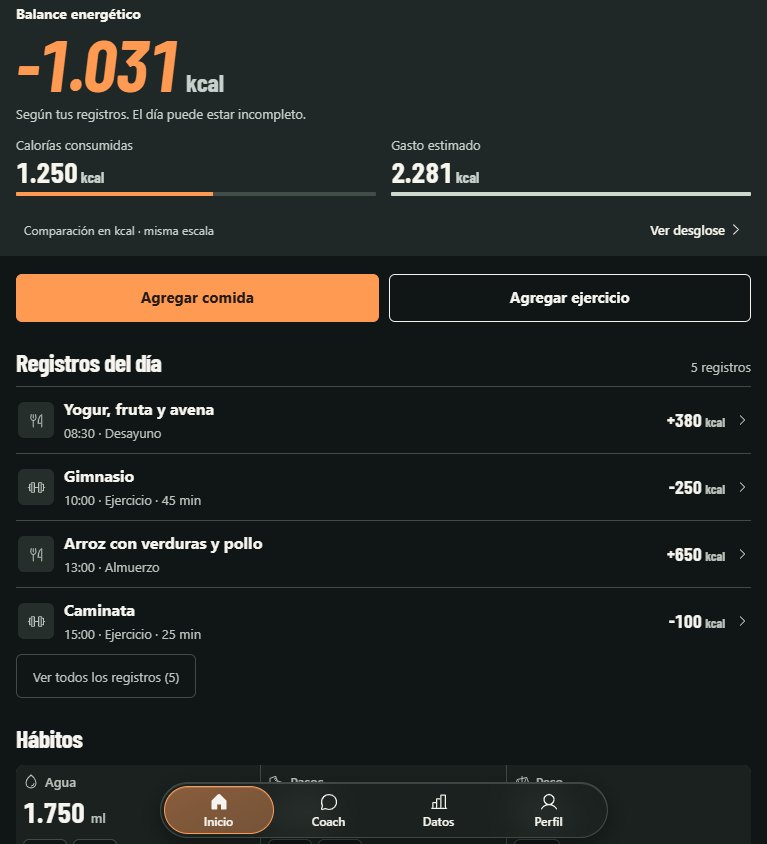 Balance energético
-1.031 kcal
Según tus registros. El día puede estar incompleto.
Calorías consumidas
1.250 kcal
Gasto estimado
2.281 kcal
Comparación en kcal · misma escala
Ver desglose
Agregar comida
Agregar ejercicio
Registros del día
5 registros
Yogur, fruta y avena
08:30 · Desayuno
+380 kcal
Gimnasio
10:00 · Ejercicio · 45 min
-250 kcal
Arroz con verduras y pollo
13:00 · Almuerzo
+650 kcal
Caminata
15:00 · Ejercicio · 25 min
-100 kcal
Ver todos los registros (5)
Hábitos
Agua
1.750 ml
Pasos
Peso
Inicio
Coach
Datos
Perfil